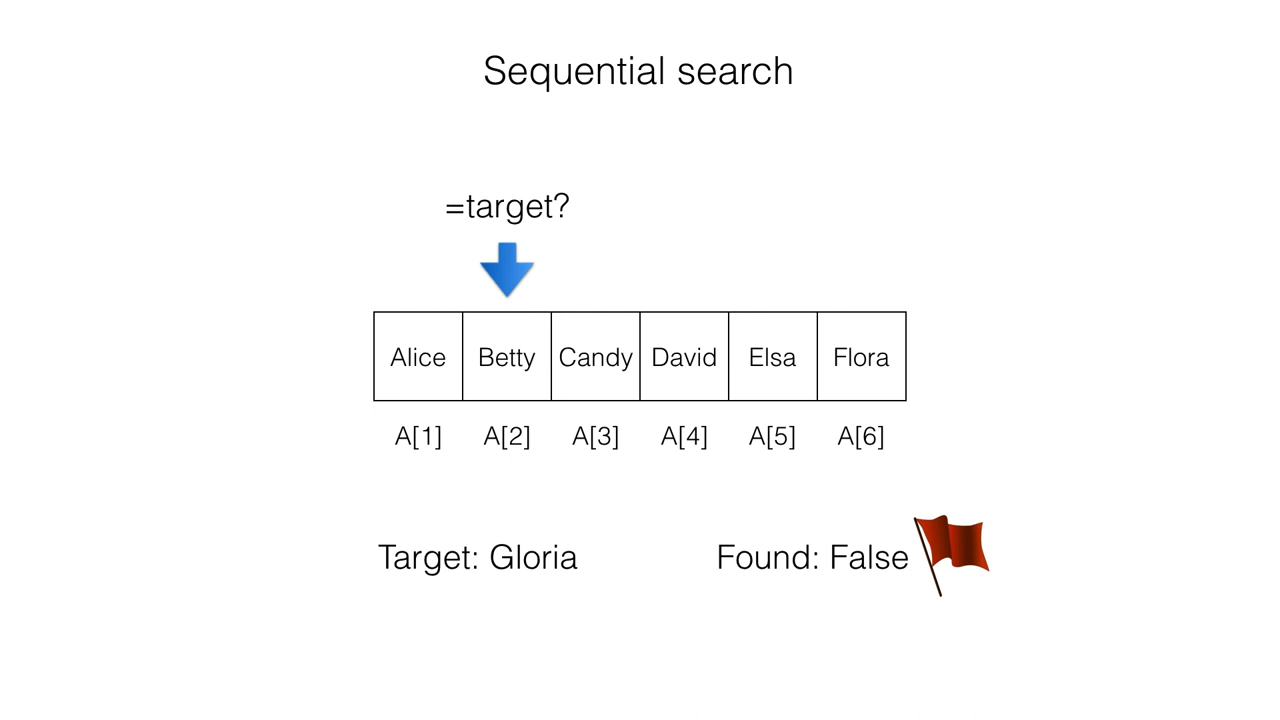 Sequential search
=target?
Alice Betty Candy David Elsa Flora
A[1] A[2] A[3] A[4] A[5] A[6]
Target: Gloria Found: False